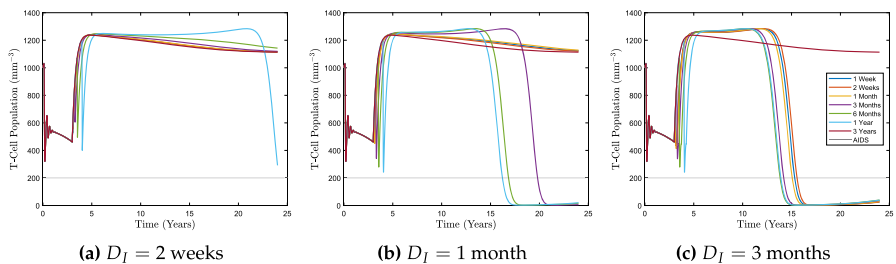 T-Cell Population (mm⁻³)
1400
1200
1000
800
600
400
200
0
0 5 10 15 20 25
Time (Years)
(a) D_I = 2 weeks
T-Cell Population (mm⁻³)
1400
1200
1000
800
600
400
200
0
0 5 10 15 20 25
Time (Years)
(b) D_I = 1 month
T-Cell Population (mm⁻³)
1400
1200
1000
800
600
400
200
0
0 5 10 15 20 25
Time (Years)
1 Week
2 Weeks
1 Month
3 Months
6 Months
1 Year
3 Years
AIDS
(c) D_I = 3 months